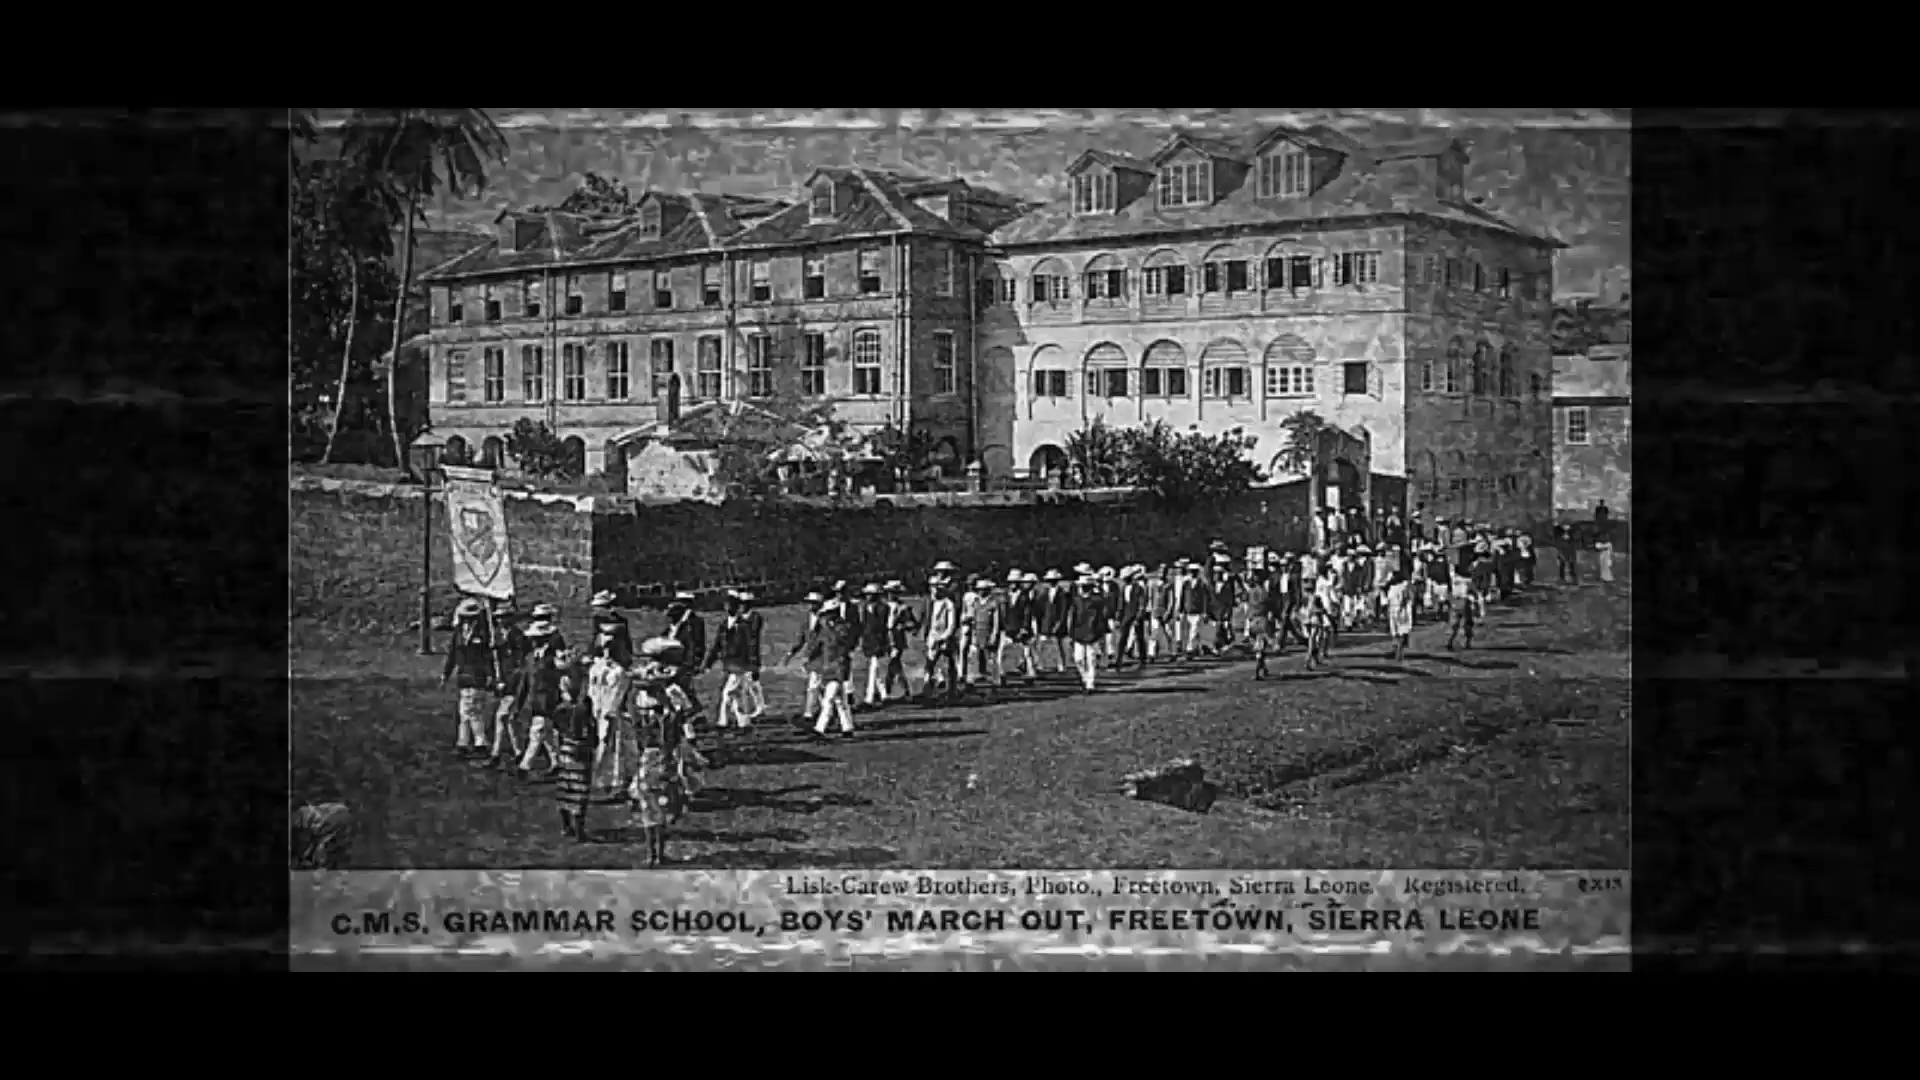 Lisk-Carew Brothers, Photo., Freetown, Sierra Leone. Registered.
C.M.S. GRAMMAR SCHOOL, BOYS' MARCH OUT, FREETOWN, SIERRA LEONE